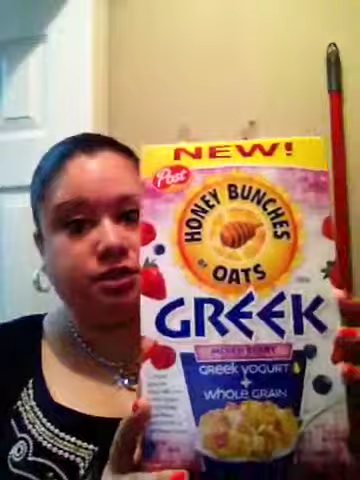 NEW!
Post
HONEY BUNCHES
of
OATS
GREEK
MIXED BERRY
GREEK YOGURT
+
WHOLE GRAIN